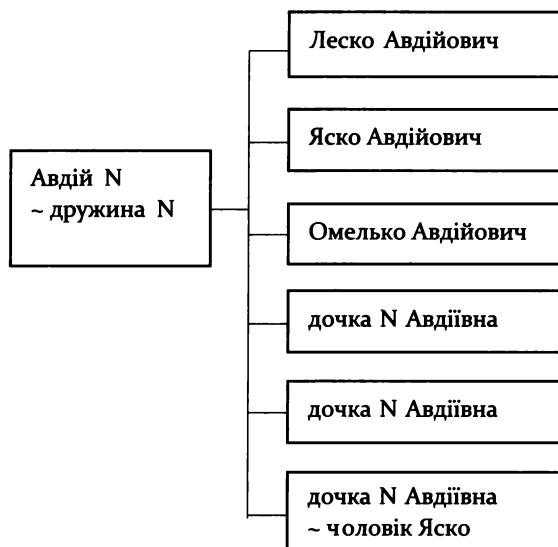 Леско Авдійович
Яско Авдійович
Авдій N
~ дружина N
Омелько Авдійович
дочка N Авдіївна
дочка N Авдіївна
дочка N Авдіївна
~ чоловік Яско